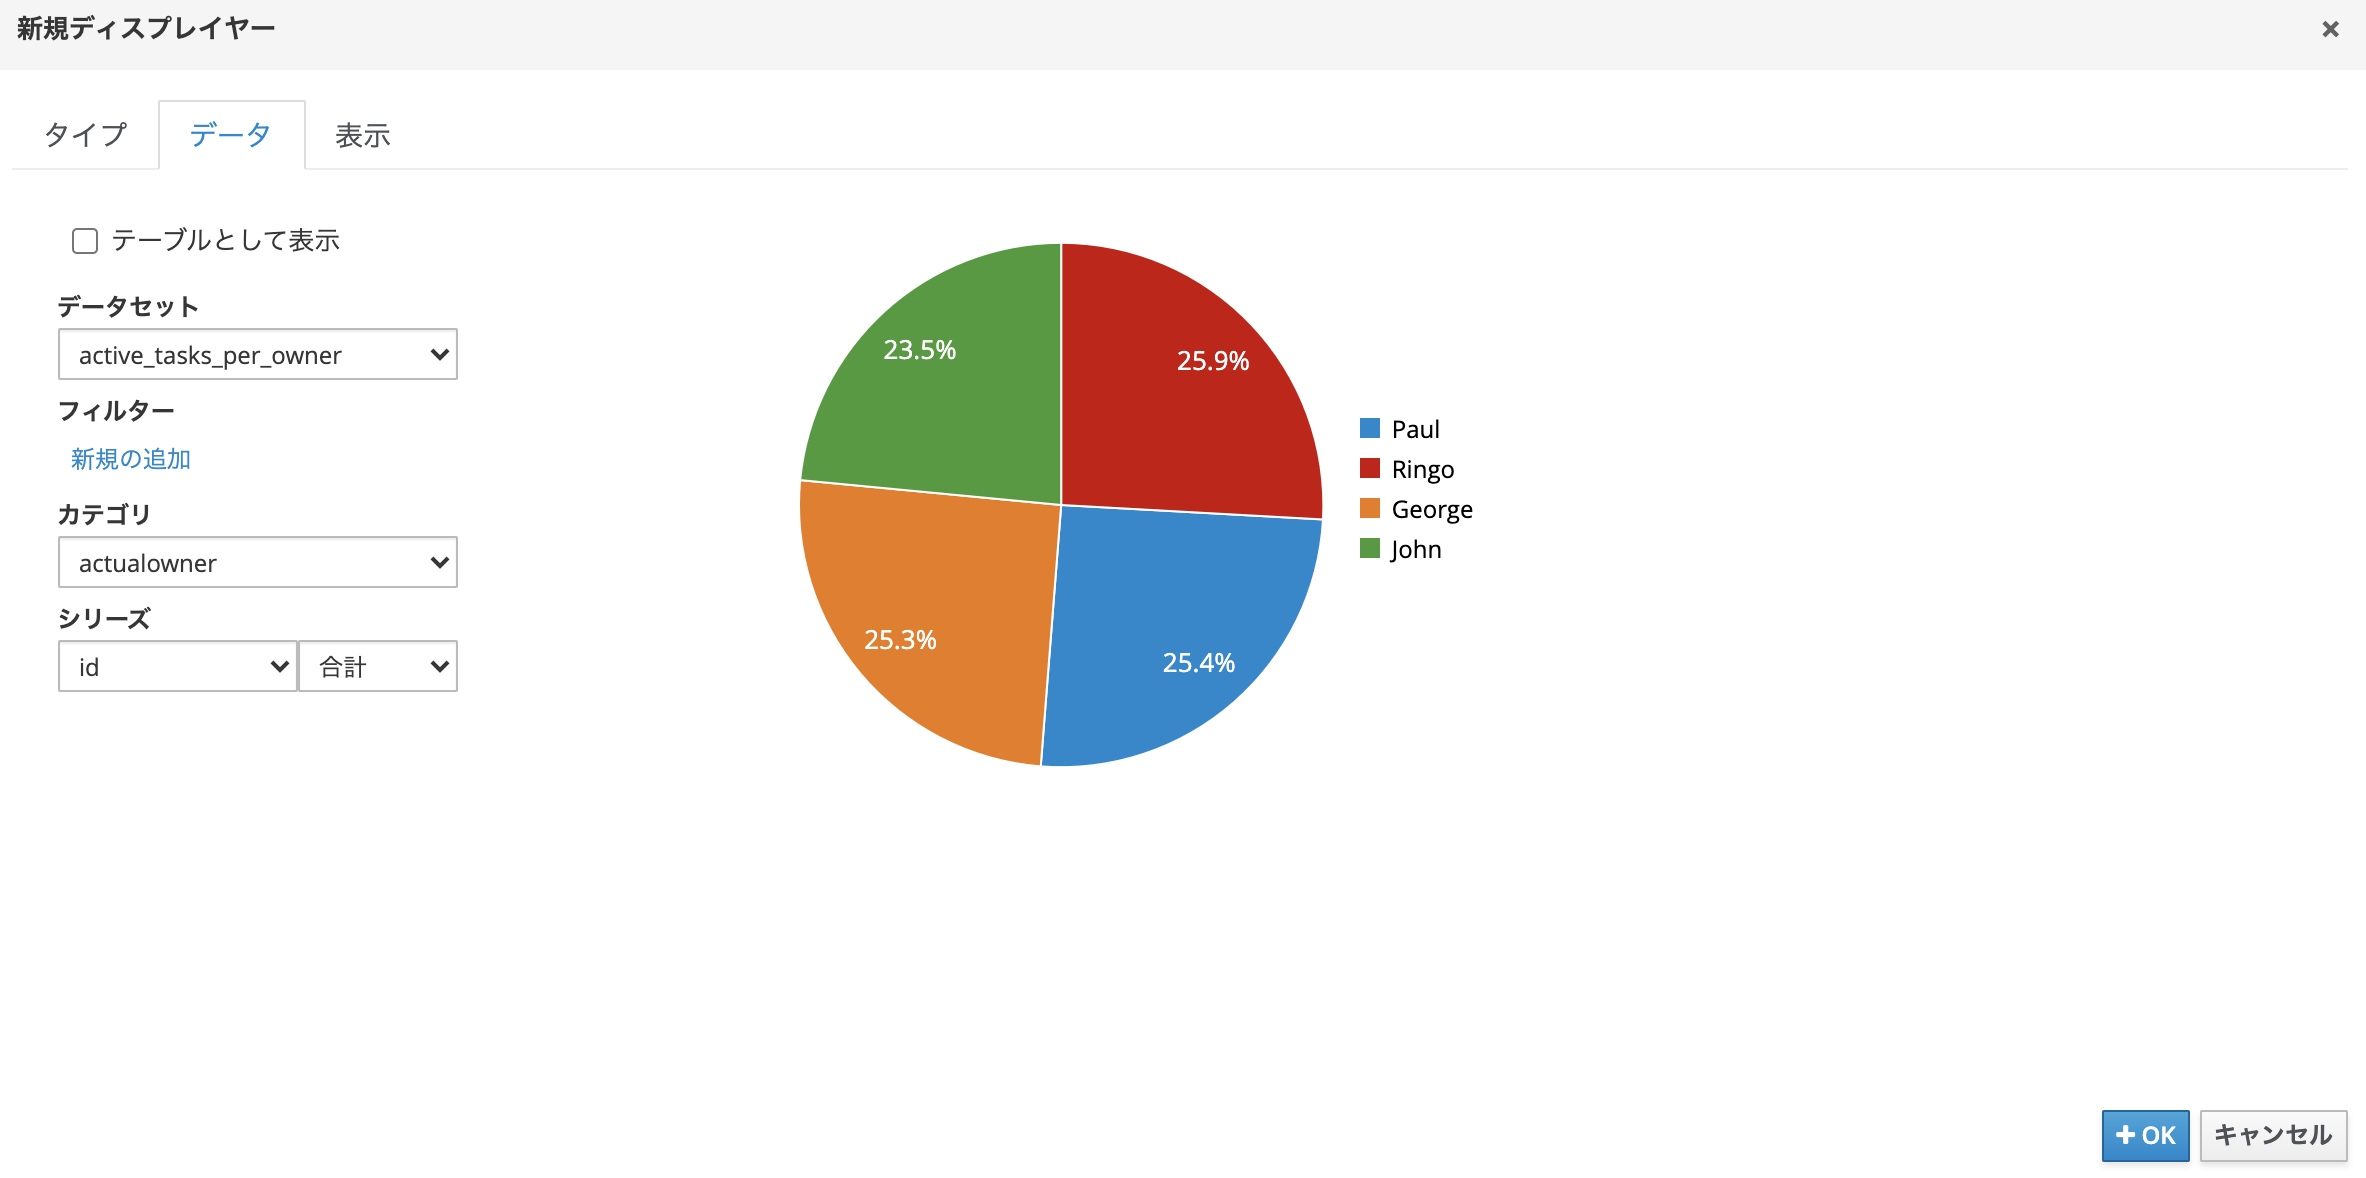 新規ディスプレイヤー
×
タイプ
データ
表示
テーブルとして表示
データセット
active_tasks_per_owner
フィルター
新規の追加
カテゴリ
actualowner
シリーズ
id
合計
23.5%
25.9%
25.3%
25.4%
Paul
Ringo
George
John
+ OK
キャンセル